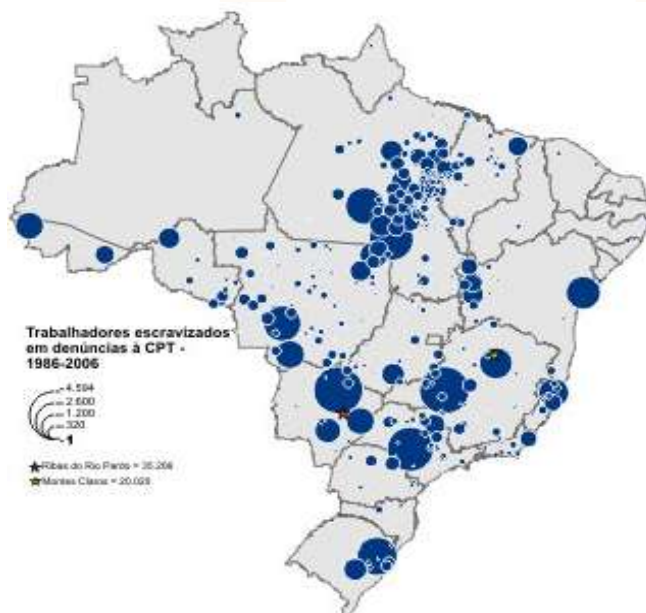 Trabalhadores escravizados
em denúncias à CPT -
1986-2006
4.594
2.600
1.200
320
1
Ribas do Rio Pardo = 35.208
Montes Claros = 20.020